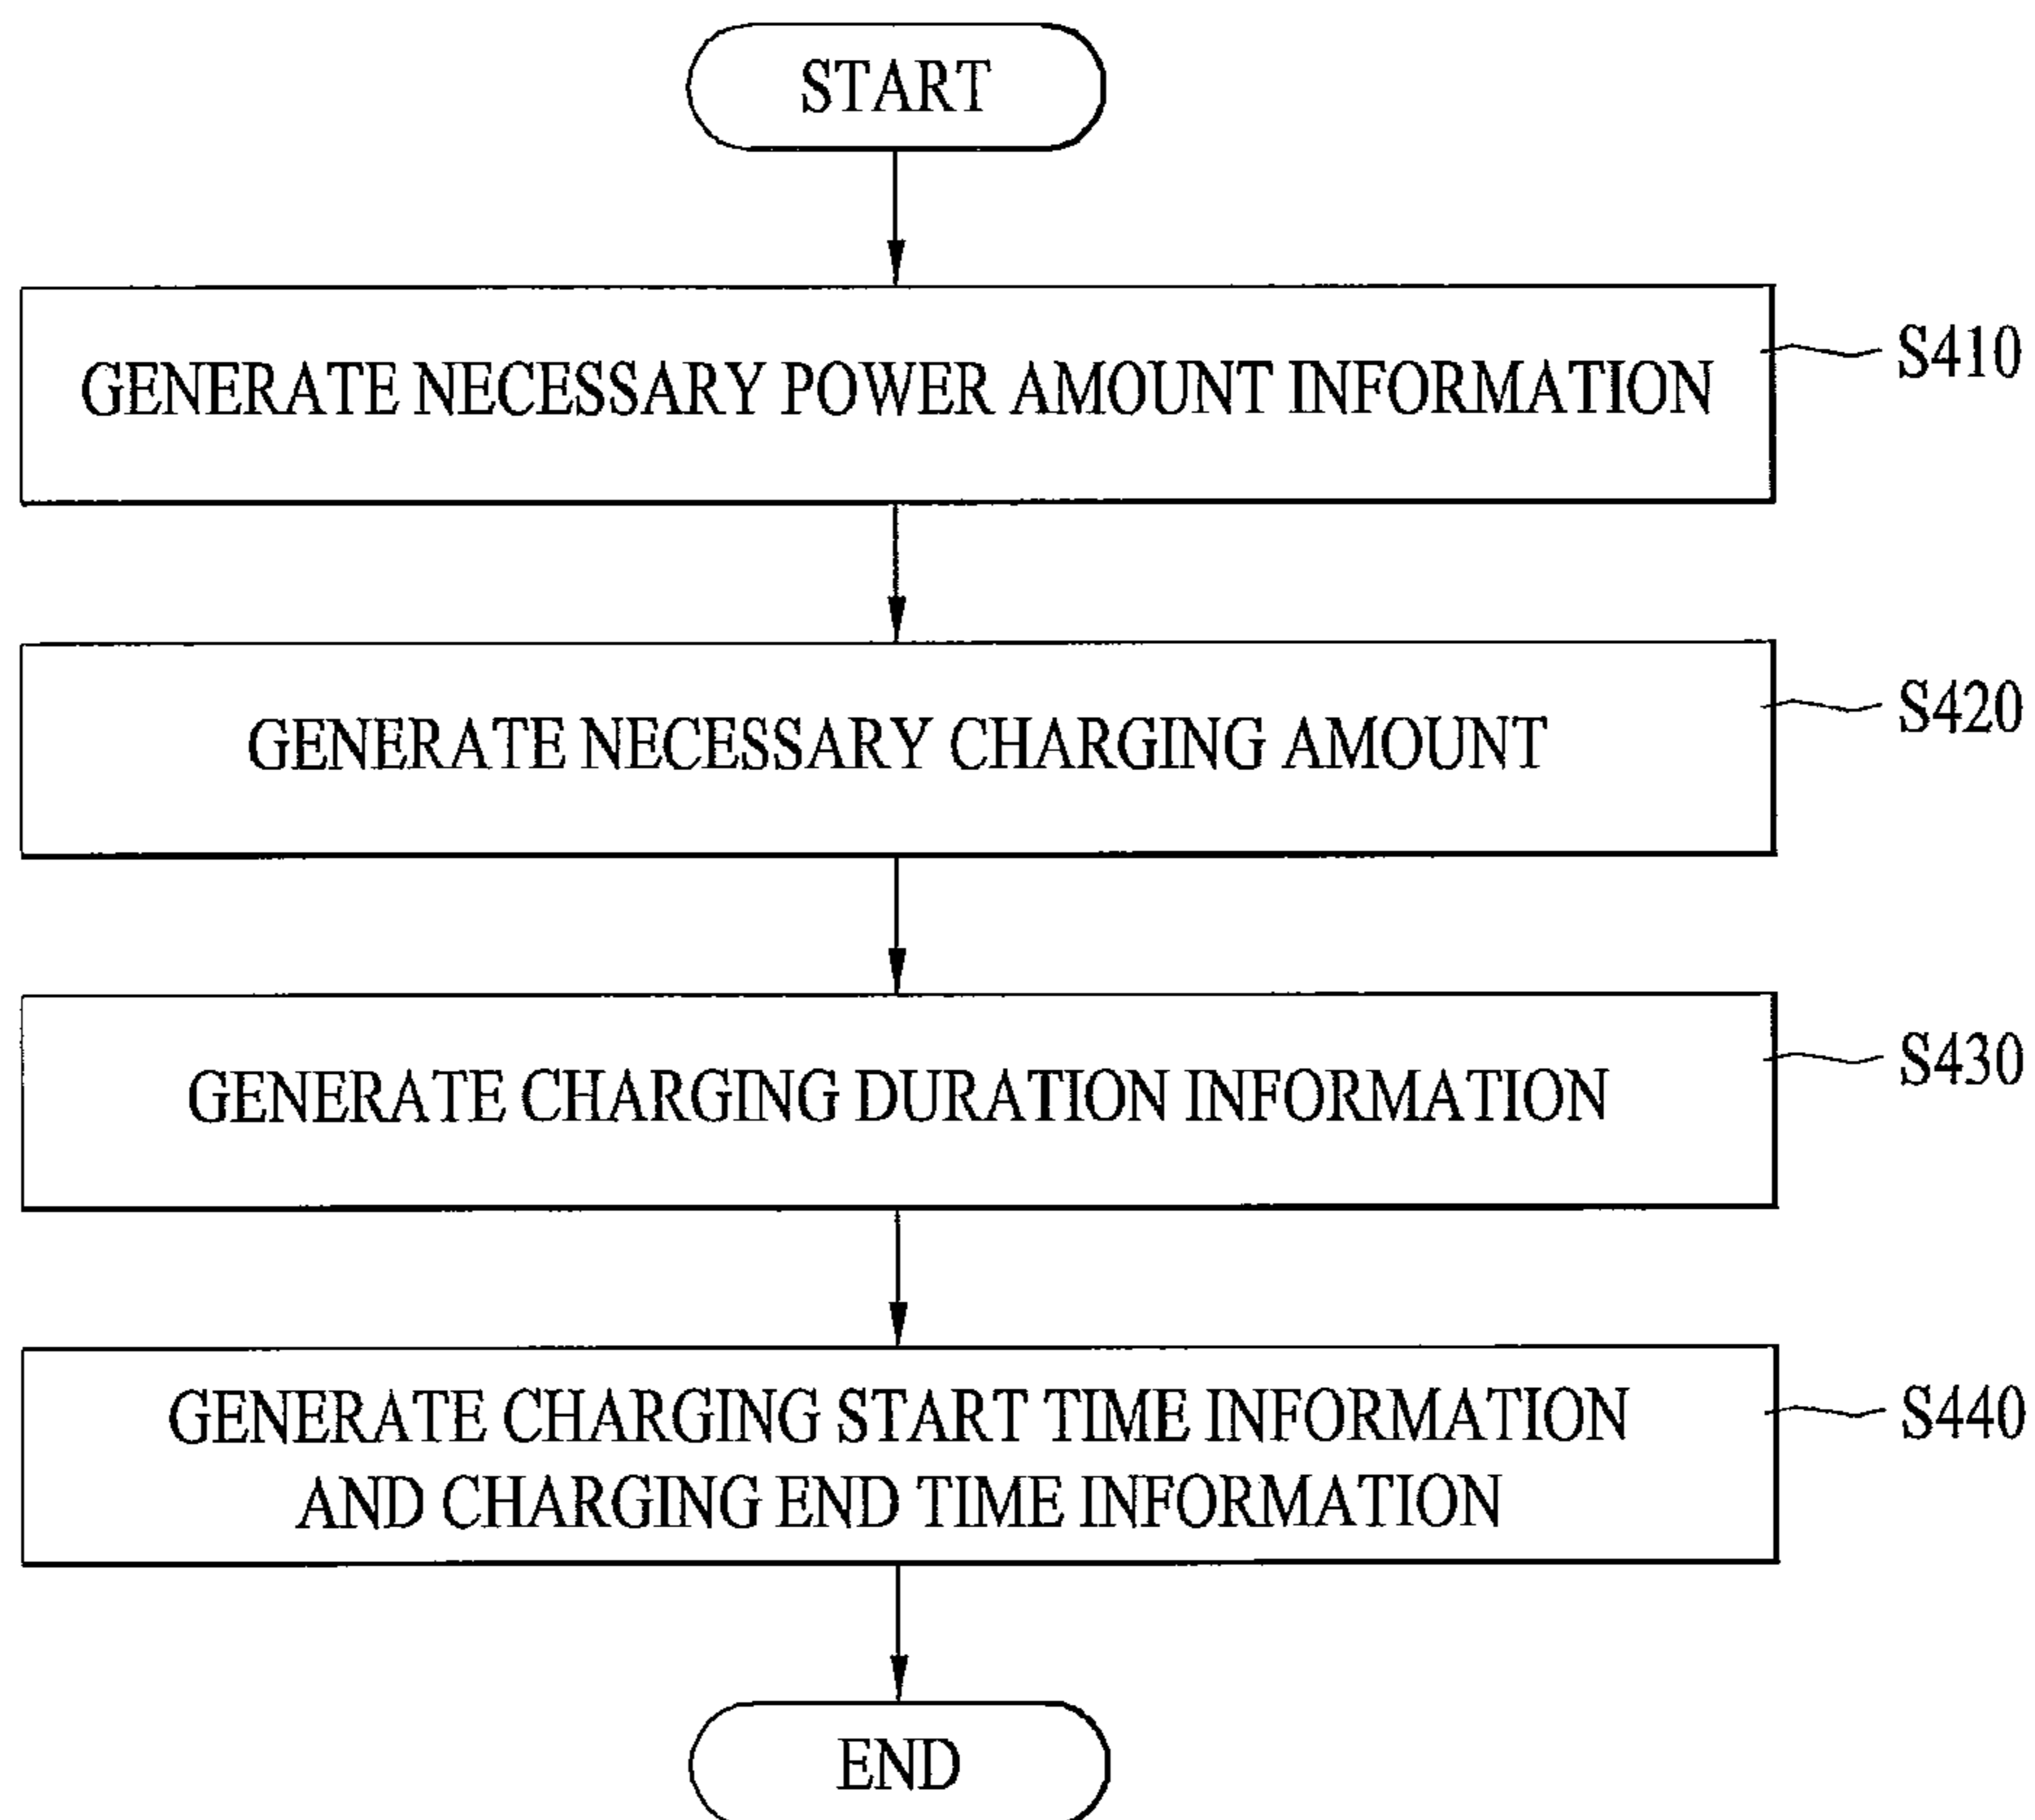 START
GENERATE NECESSARY POWER AMOUNT INFORMATION
S410
GENERATE NECESSARY CHARGING AMOUNT
S420
GENERATE CHARGING DURATION INFORMATION
S430
GENERATE CHARGING START TIME INFORMATION
AND CHARGING END TIME INFORMATION
S440
END